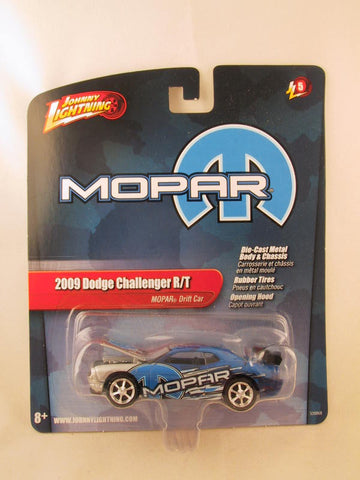 JOHNNY
LIGHTNING
5
MOPAR
Die-Cast Metal
Body & Chassis
Carrosserie et châssis
en métal moulé
Rubber Tires
Pneus en caoutchouc
Opening Hood
Capot ouvrant
2009 Dodge Challenger R/T
MOPAR Drift Car
MOPAR
8+
WWW.JOHNNYLIGHTNING.COM